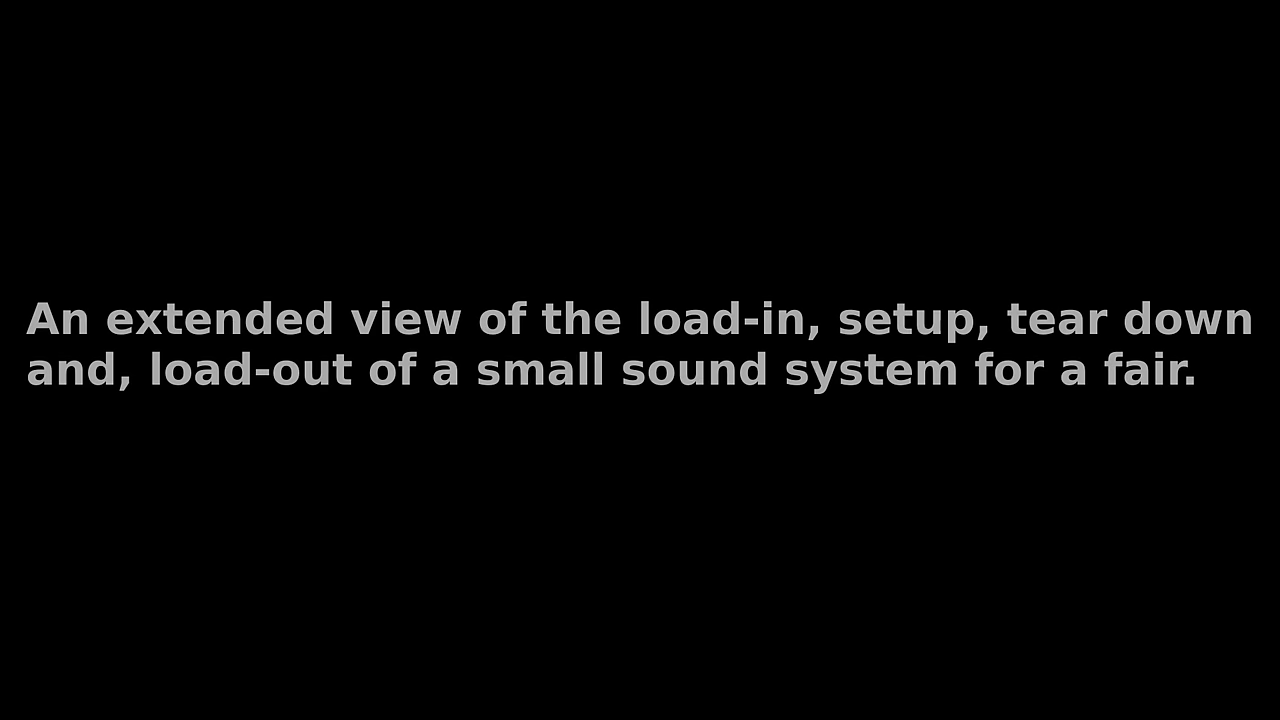 An extended view of the load-in, setup, tear down
and, load-out of a small sound system for a fair.